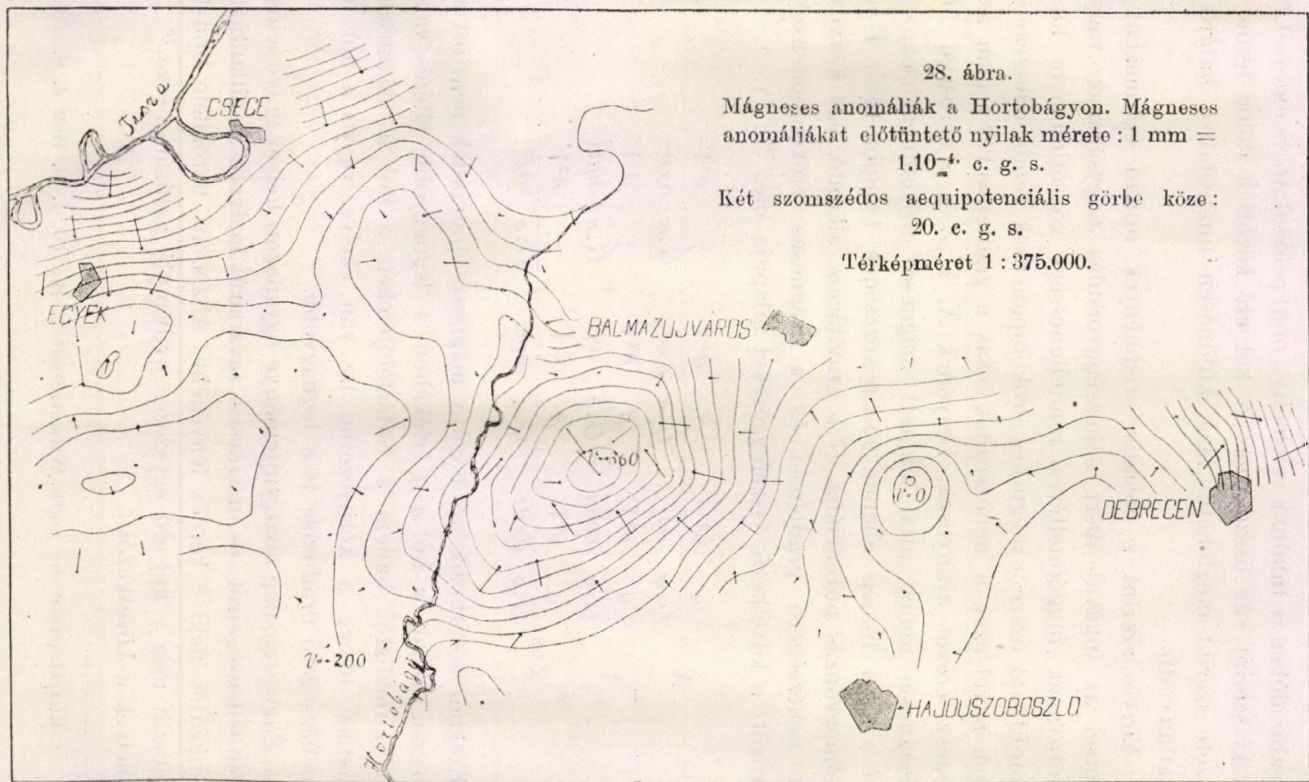 28. ábra.
Mágneses anomáliák a Hortobágyon. Mágneses
anomáliákat előtüntető nyilak mérete : 1 mm =
1.10⁻⁴· c. g. s.
Két szomszédos aequipotenciális görbe köze :
20. c. g. s.
Térképméret 1 : 375.000.
Tisza
CSECE
EGYEK
BALMAZUJVAROS
V=-360
V=0
DEBRECEN
V=-200
Hortobágy
HAJDUSZOBOSZLO